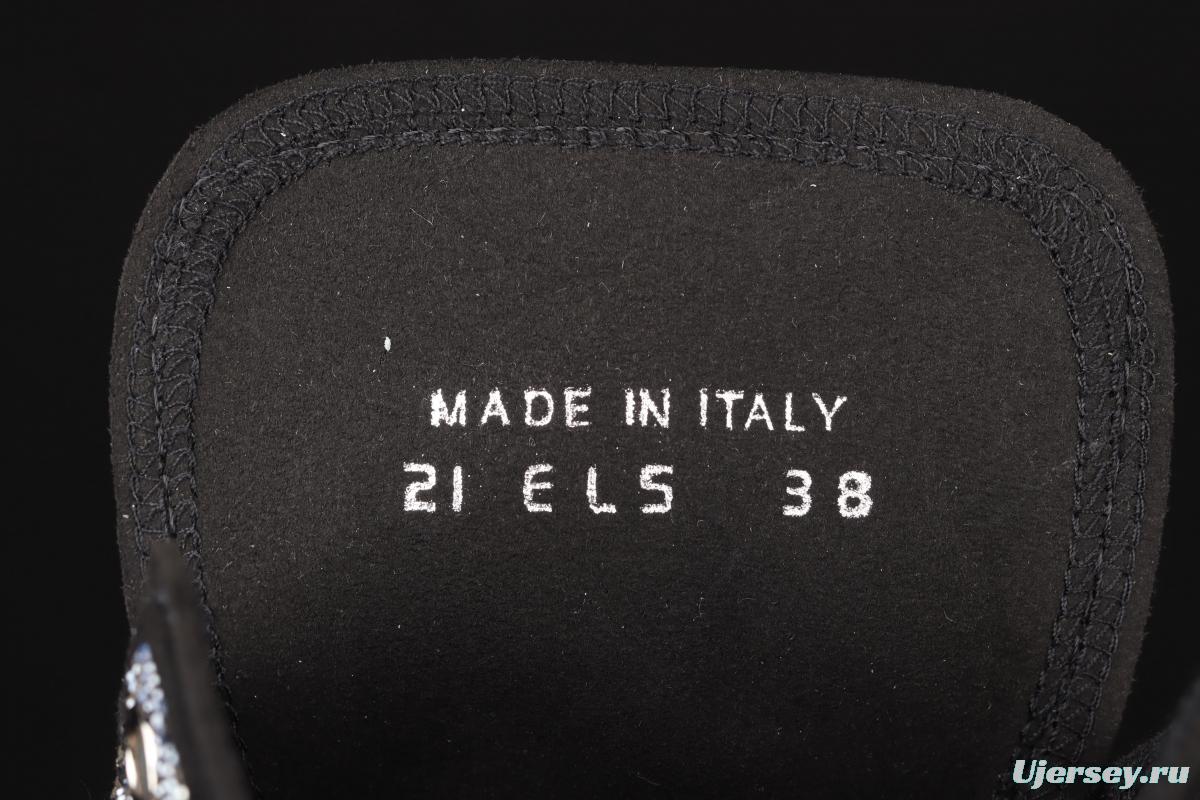 MADE IN ITALY
21 ELS 38
Ujersey.ru